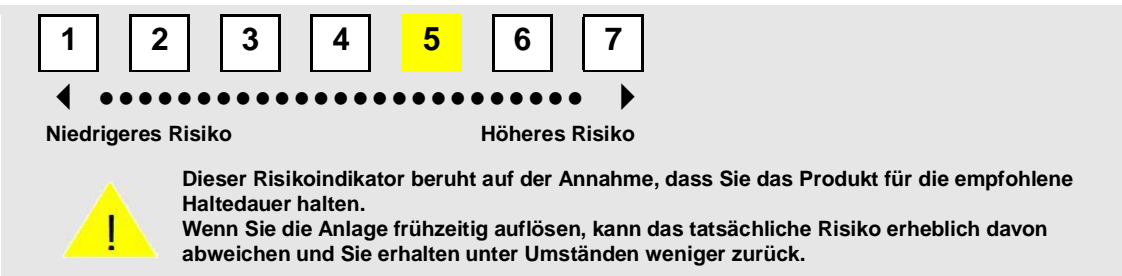 1 2 3 4 5 6 7
Niedrigeres Risiko Höheres Risiko
Dieser Risikoindikator beruht auf der Annahme, dass Sie das Produkt für die empfohlene
Haltedauer halten.
Wenn Sie die Anlage frühzeitig auflösen, kann das tatsächliche Risiko erheblich davon
abweichen und Sie erhalten unter Umständen weniger zurück.
!